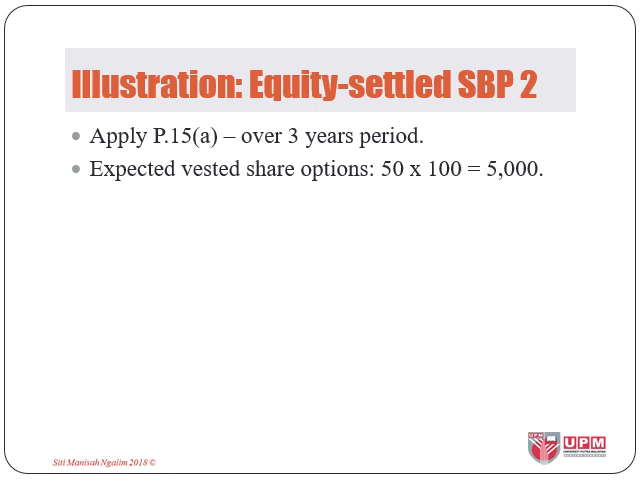 Illustration: Equity-settled SBP 2
Apply P.15(a) – over 3 years period.
Expected vested share options: 50 x 100 = 5,000.
UPM
Siti Manisah Ngalim 2018 ©